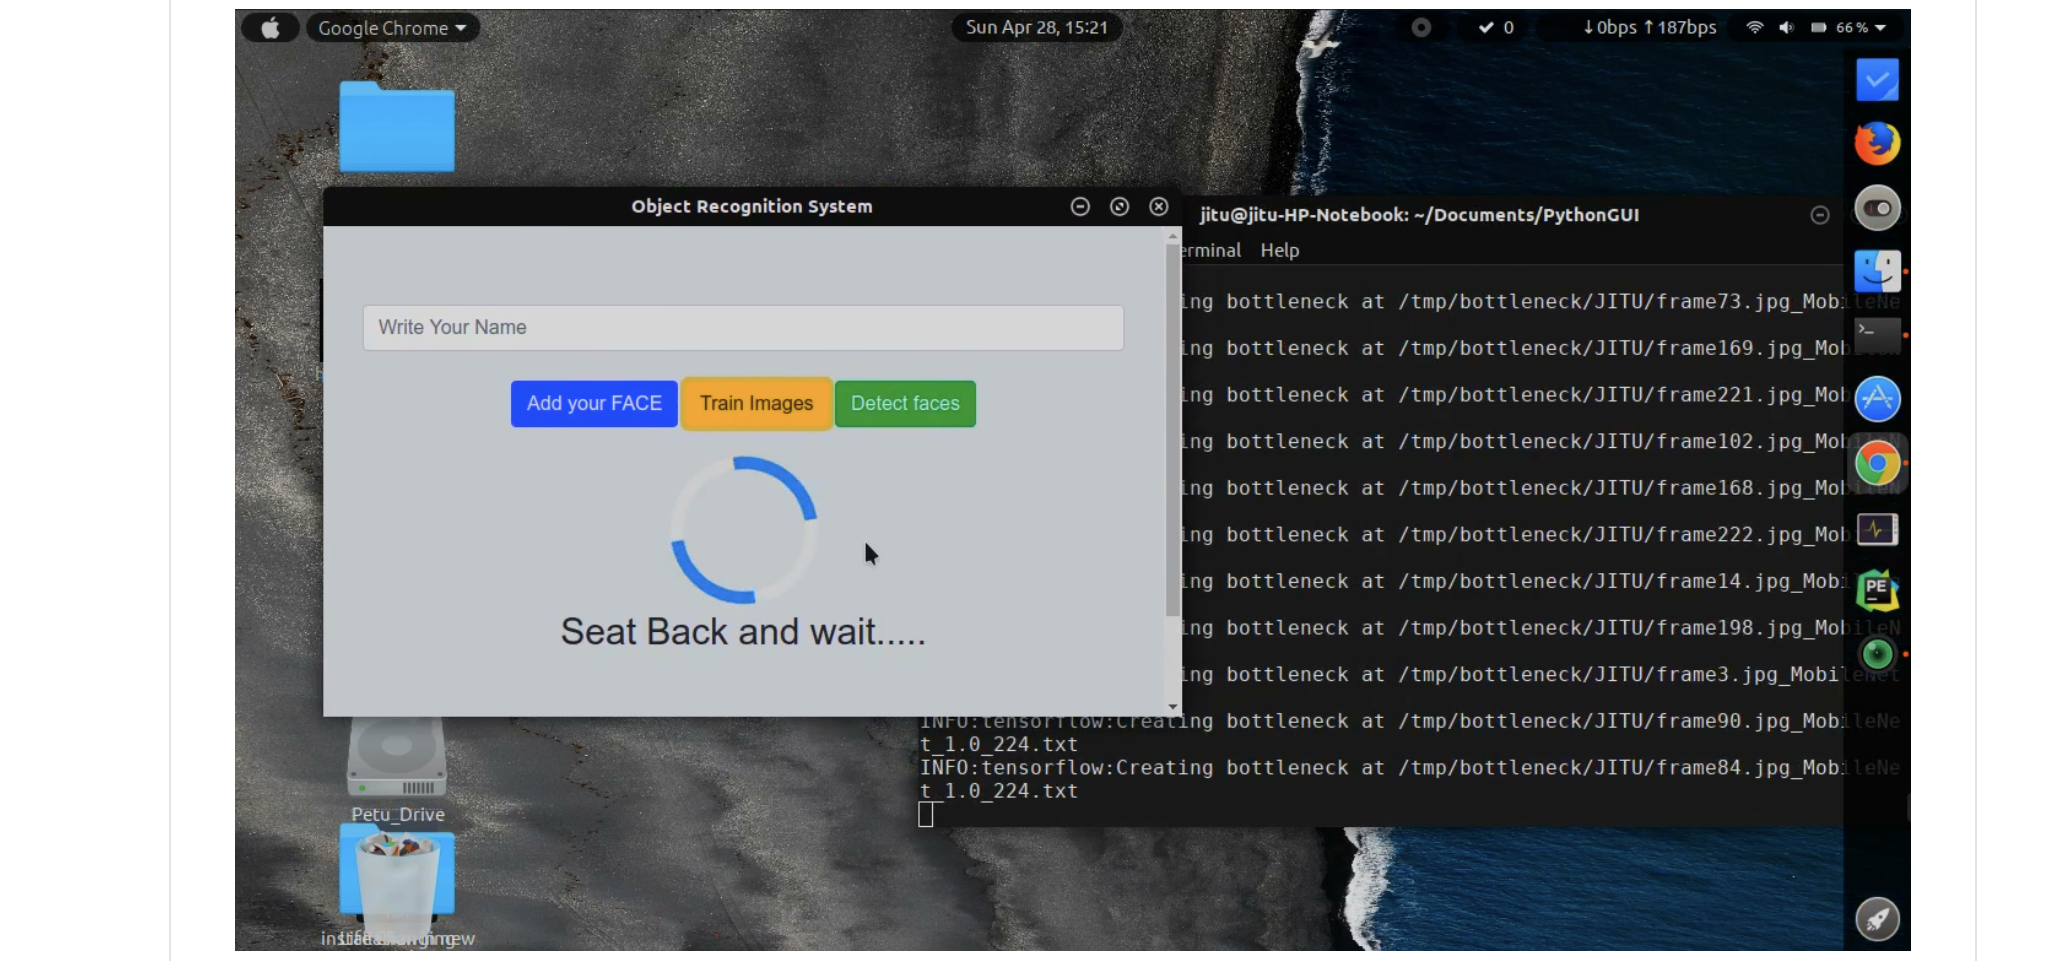 Google Chrome
Sun Apr 28, 15:21
0
↓0bps ↑187bps
66%
Object Recognition System
Write Your Name
Add your FACE
Train Images
Detect faces
Seat Back and wait.....
jitu@jitu-HP-Notebook: ~/Documents/PythonGUI
erminal Help
ing bottleneck at /tmp/bottleneck/JITU/frame73.jpg_MobileNe
ing bottleneck at /tmp/bottleneck/JITU/frame169.jpg_Mob
ing bottleneck at /tmp/bottleneck/JITU/frame221.jpg_Mob
ing bottleneck at /tmp/bottleneck/JITU/frame102.jpg_Mob
ing bottleneck at /tmp/bottleneck/JITU/frame168.jpg_MobileN
ing bottleneck at /tmp/bottleneck/JITU/frame222.jpg_Mob
ing bottleneck at /tmp/bottleneck/JITU/frame14.jpg_Mobi
ing bottleneck at /tmp/bottleneck/JITU/frame198.jpg_MobileN
ing bottleneck at /tmp/bottleneck/JITU/frame3.jpg_MobileNet
INFO:tensorflow:Creating bottleneck at /tmp/bottleneck/JITU/frame90.jpg_MobileNe
t_1.0_224.txt
INFO:tensorflow:Creating bottleneck at /tmp/bottleneck/JITU/frame84.jpg_MobileNe
t_1.0_224.txt
PE
Petu_Drive